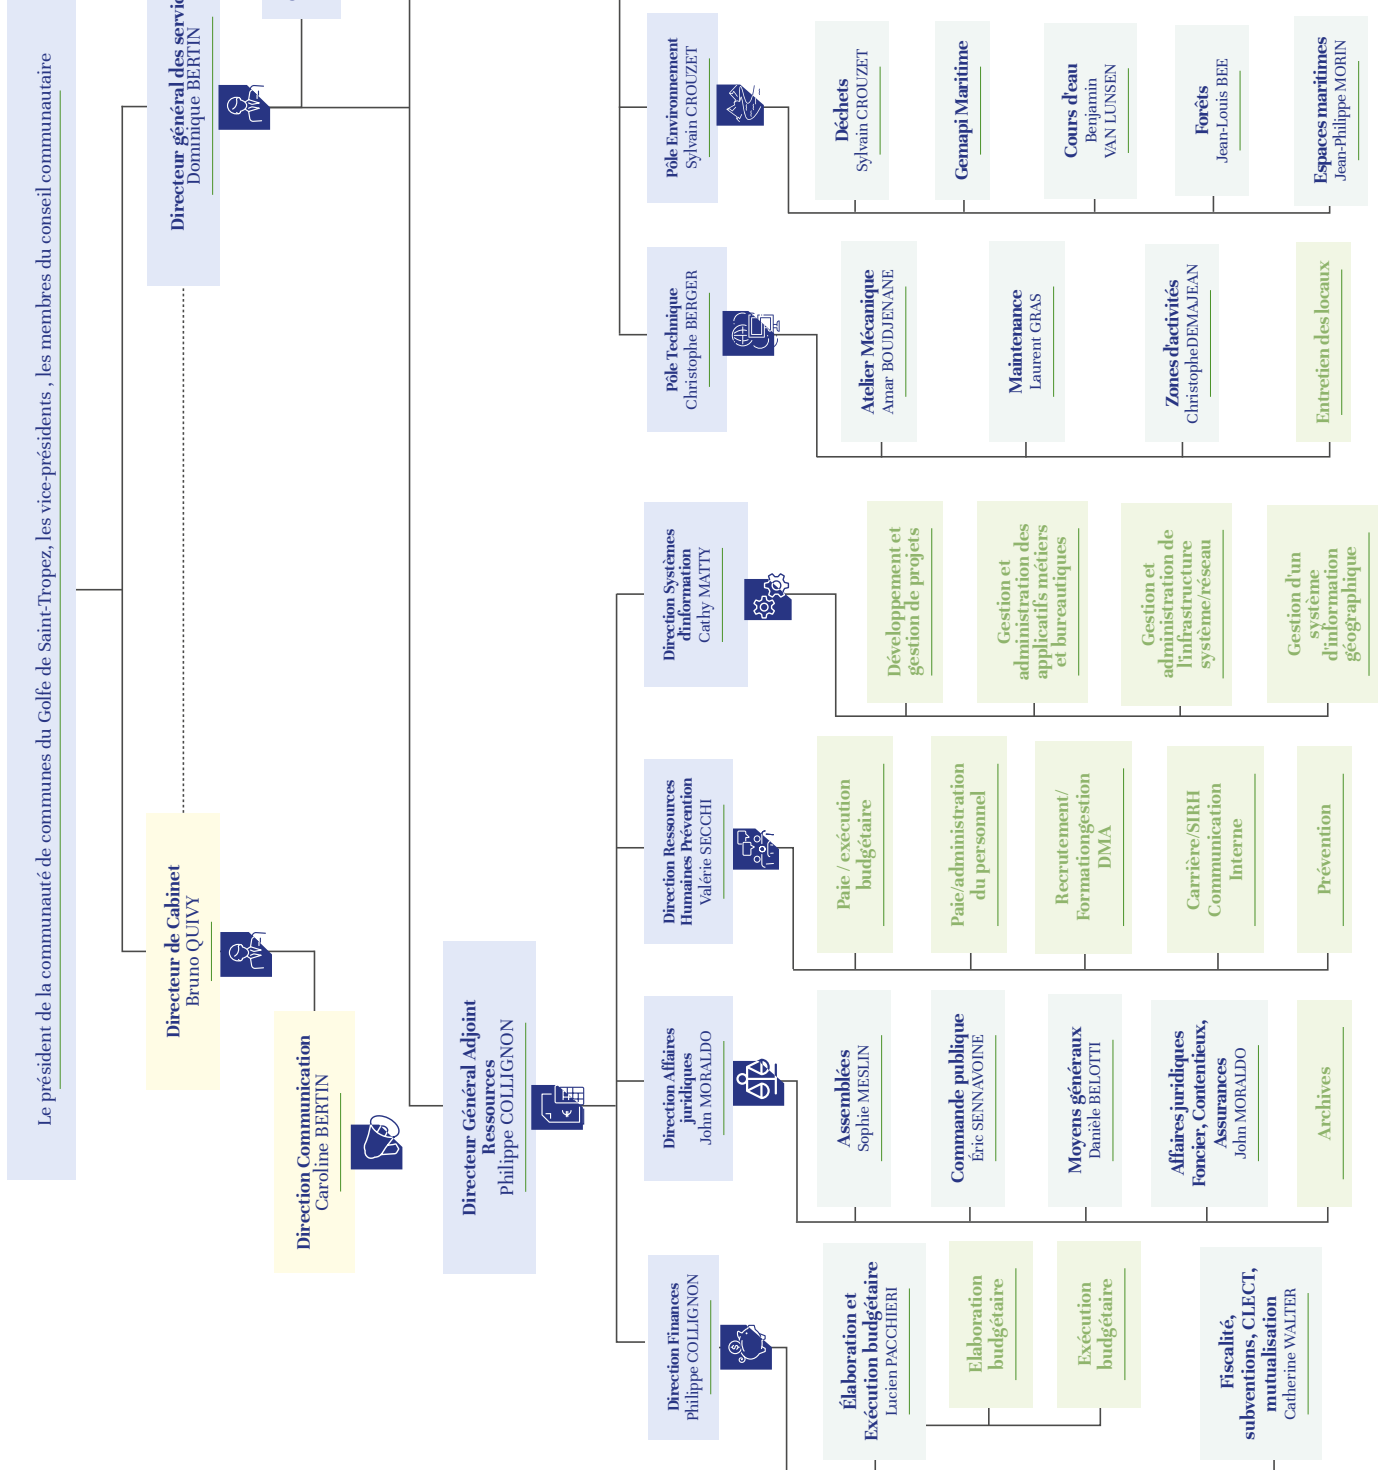 Le président de la communauté de communes du Golfe de Saint-Tropez, les vice-présidents , les membres du conseil communautaire
Directeur de Cabinet
Bruno QUIVY
Directeur général des servic
Dominique BERTIN
Direction Communication
Caroline BERTIN
Directeur Général Adjoint
Ressources
Philippe COLLIGNON
Direction Finances
Philippe COLLIGNON
Élaboration et
Exécution budgétaire
Lucien PACCHIERI
Elaboration
budgétaire
Exécution
budgétaire
Fiscalité,
subventions, CLECT,
mutualisation
Catherine WALTER
Direction Affaires
juridiques
John MORALDO
Assemblées
Sophie MESLIN
Commande publique
Éric SENNAVOINE
Moyens généraux
Danièle BELOTTI
Affaires juridiques
Foncier, Contentieux,
Assurances
John MORALDO
Archives
Direction Ressources
Humaines Prévention
Valérie SECCHI
Paie / exécution
budgétaire
Paie/administration
du personnel
Recrutement/
Formationgestion
DMA
Carrière/SIRH
Communication
Interne
Prévention
Direction Systèmes
d'information
Cathy MATTY
Développement et
gestion de projets
Gestion et
administration des
applicatifs métiers
et bureautiques
Gestion et
administration de
l'infrastructure
système/réseau
Gestion d'un
système
d'information
géographique
Pôle Technique
Christophe BERGER
Atelier Mécanique
Amar BOUDJENANE
Maintenance
Laurent GRAS
Zones d'activités
ChristopheDEMAJEAN
Entretien des locaux
Pôle Environnement
Sylvain CROUZET
Déchets
Sylvain CROUZET
Gemapi Maritime
Cours d'eau
Benjamin
VAN LUNSEN
Forêts
Jean-Louis BEE
Espaces maritimes
Jean-Philippe MORIN